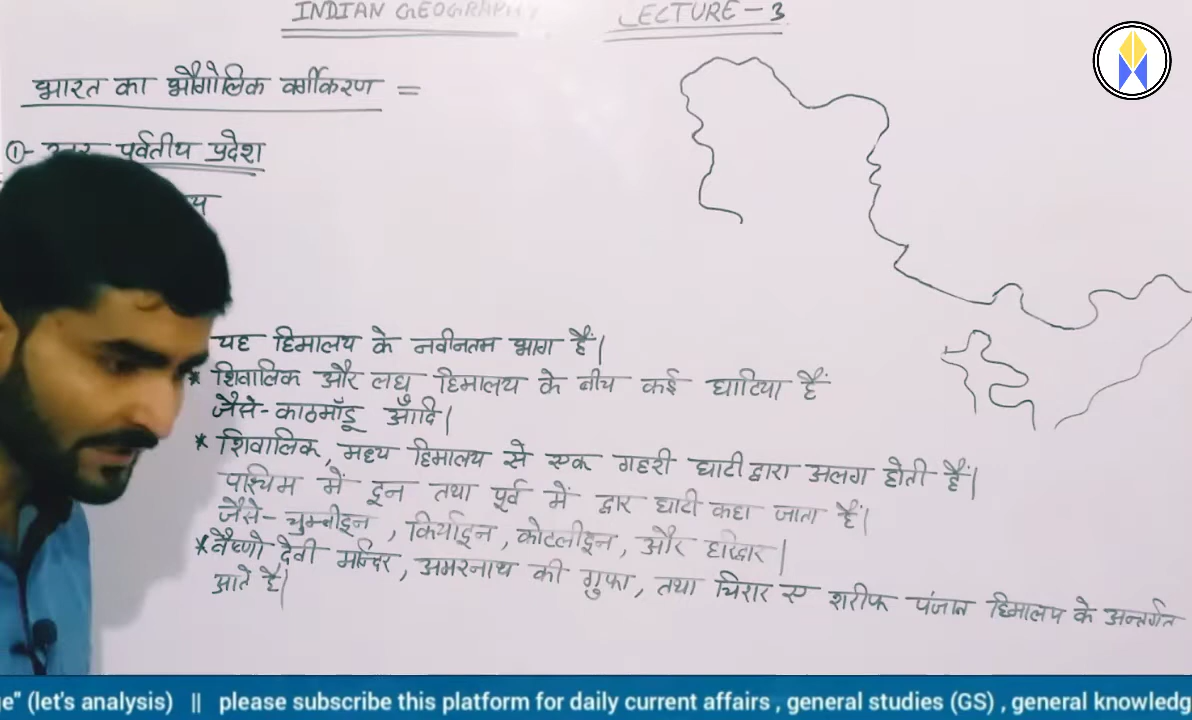 INDIAN GEOGRAPHY LECTURE - 3
भारत का भौगोलिक वर्गीकरण =
①- उत्तर पर्वतीय प्रदेश
यह हिमालय के नवीनतम भाग हैं।
* शिवालिक और लघु हिमालय के बीच कई घाटिया हैं
जैसे- काठमाँडू आदि।
* शिवालिक, मध्य हिमालय से एक गहरी घाटी द्वारा अलग होती हैं।
पश्चिम में दून तथा पूर्व में द्वार घाटी कहा जाता हैं।
जैसे- चुम्बीदून, किर्यादून, कोटलीदून, और हरिद्वार।
* वैष्णो देवी मन्दिर, अमरनाथ की गुफा, तथा चिरार ए शरीफ पंजाब हिमालय के अन्तर्गत
आते है।
e" (let's analysis) || please subscribe this platform for daily current affairs , general studies (GS) , general knowledg